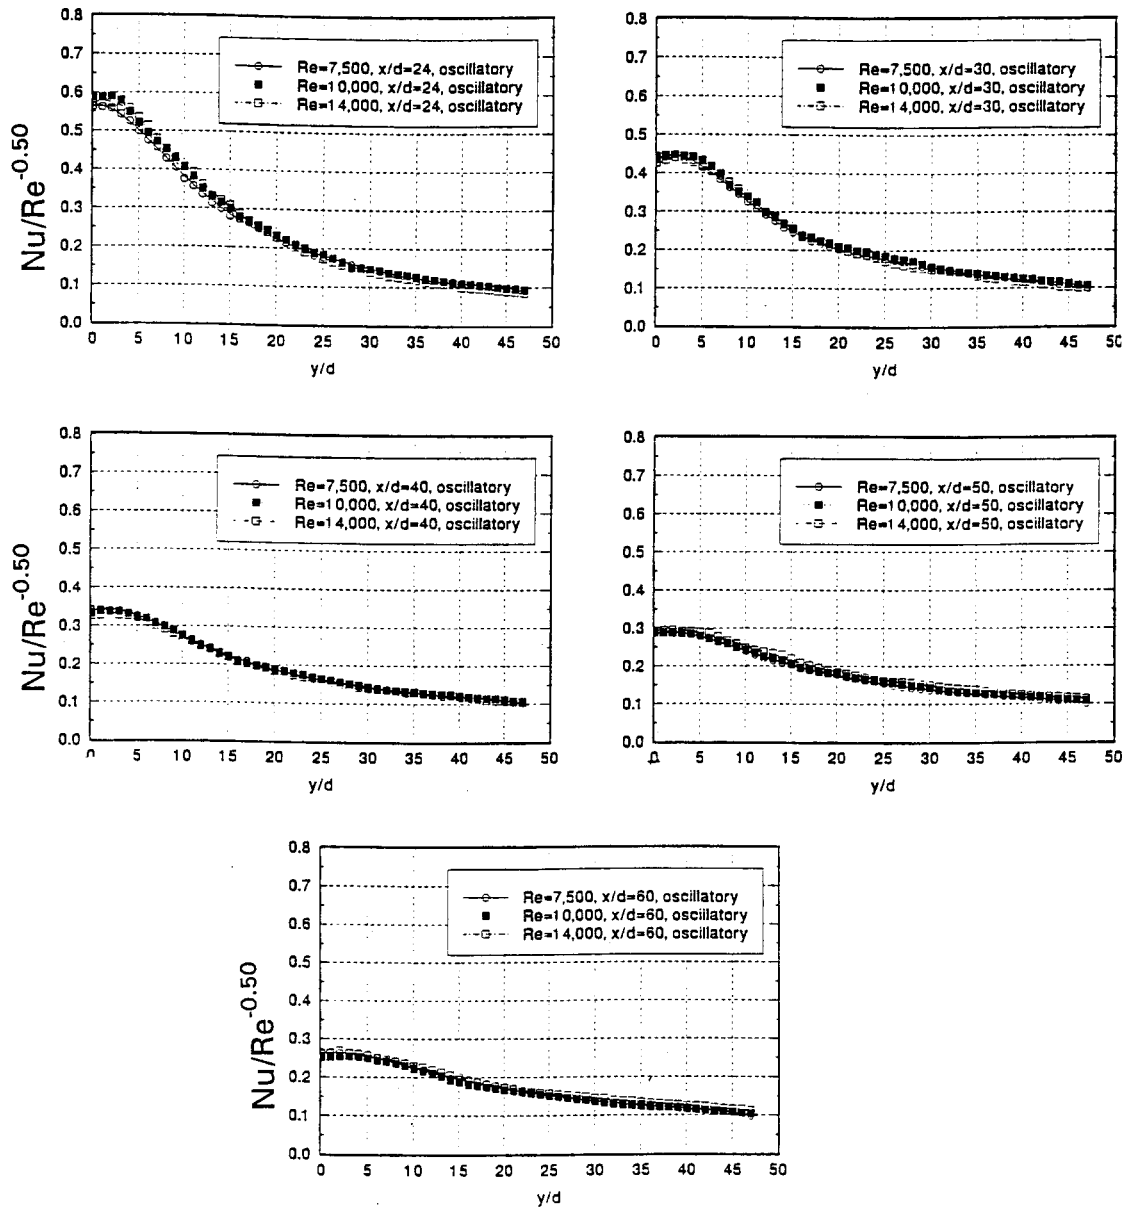 0.8
0.7
0.6
0.5
0.4
0.3
0.2
0.1
0.0
Nu/Re^-0.50
Re=7,500, x/d=24, oscillatory
Re=10,000, x/d=24, oscillatory
Re=14,000, x/d=24, oscillatory
0 5 10 15 20 25 30 35 40 45 50
y/d
0.8
0.7
0.6
0.5
0.4
0.3
0.2
0.1
0.0
Re=7,500, x/d=30, oscillatory
Re=10,000, x/d=30, oscillatory
Re=14,000, x/d=30, oscillatory
0 5 10 15 20 25 30 35 40 45 50
y/d
0.8
0.7
0.6
0.5
0.4
0.3
0.2
0.1
0.0
Nu/Re^-0.50
Re=7,500, x/d=40, oscillatory
Re=10,000, x/d=40, oscillatory
Re=14,000, x/d=40, oscillatory
0 5 10 15 20 25 30 35 40 45 50
y/d
0.8
0.7
0.6
0.5
0.4
0.3
0.2
0.1
0.0
Re=7,500, x/d=50, oscillatory
Re=10,000, x/d=50, oscillatory
Re=14,000, x/d=50, oscillatory
5 10 15 20 25 30 35 40 45 50
y/d
0.8
0.7
0.6
0.5
0.4
0.3
0.2
0.1
0.0
Nu/Re^-0.50
Re=7,500, x/d=60, oscillatory
Re=10,000, x/d=60, oscillatory
Re=14,000, x/d=60, oscillatory
0 5 10 15 20 25 30 35 40 45 50
y/d